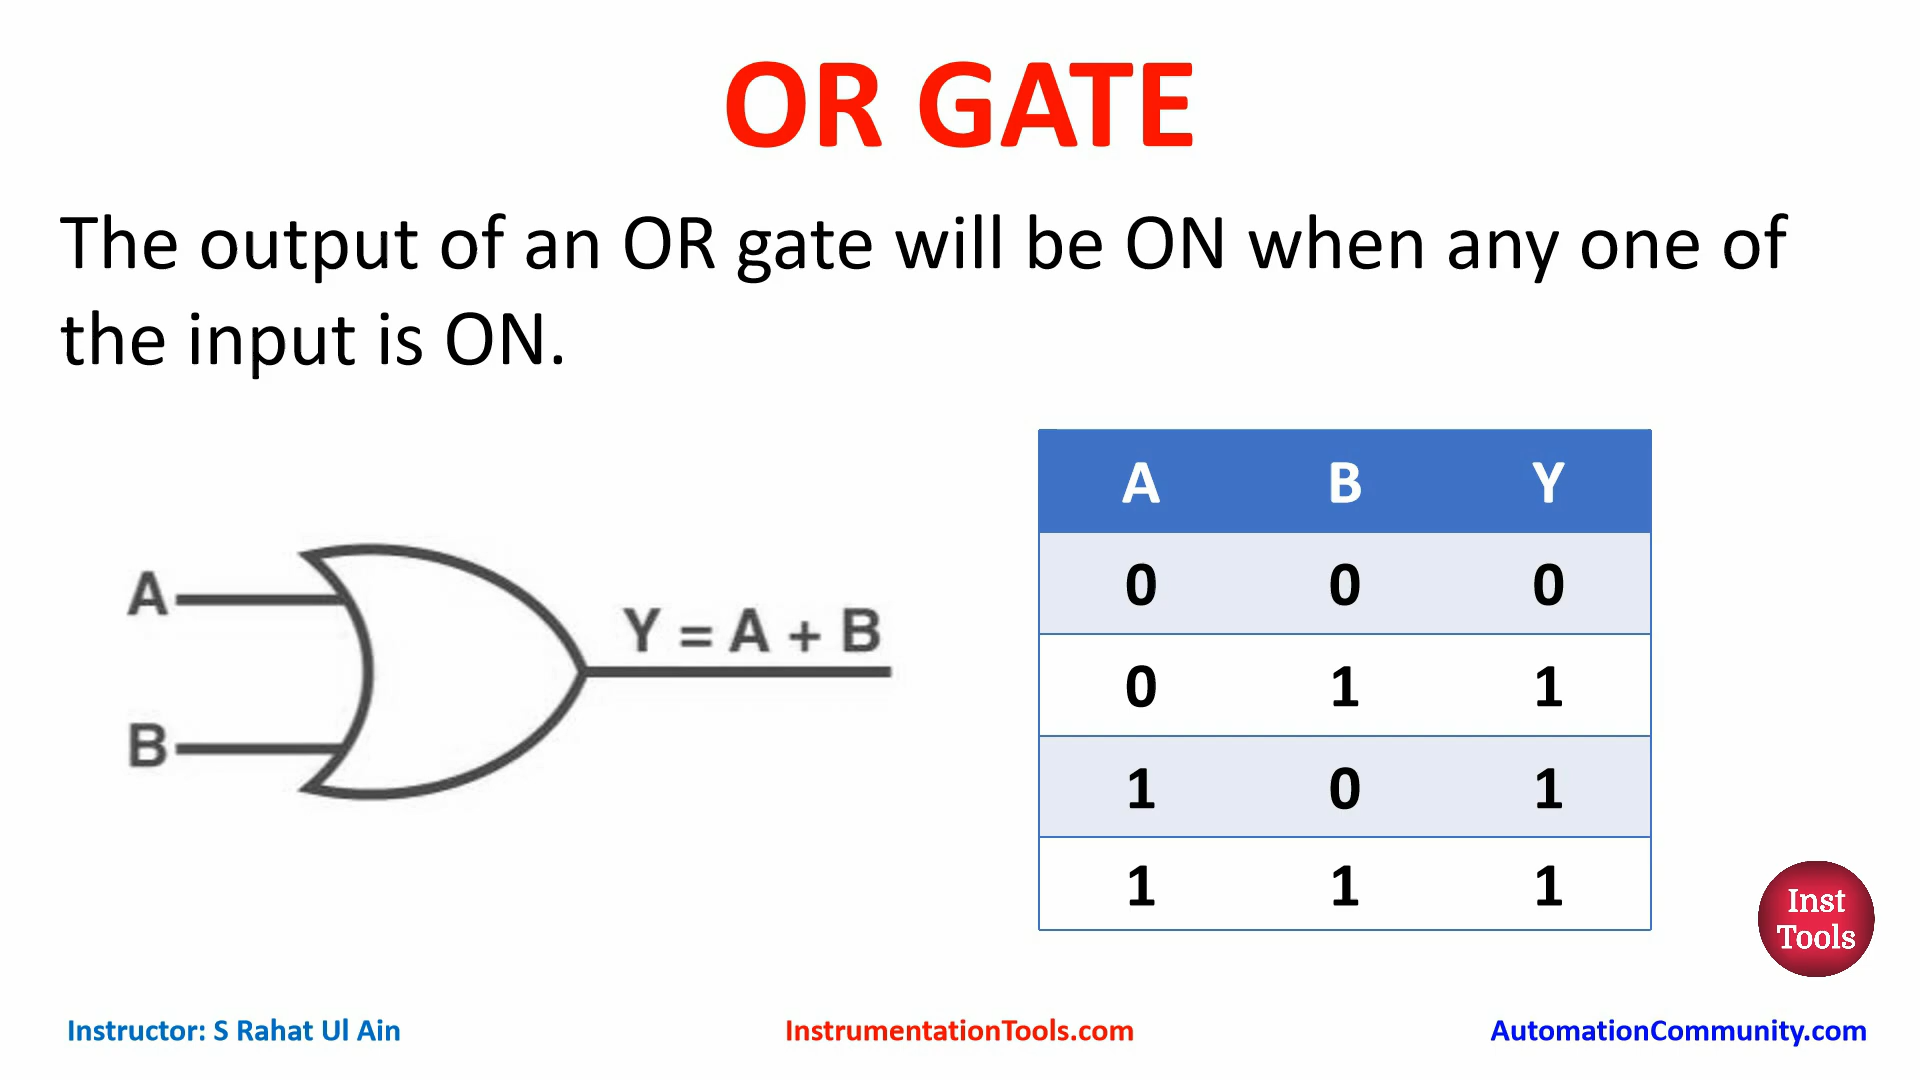 OR GATE
The output of an OR gate will be ON when any one of
the input is ON.
A
B
Y = A + B
A B Y
0 0 0
0 1 1
1 0 1
1 1 1
Inst
Tools
Instructor: S Rahat Ul Ain
InstrumentationTools.com
AutomationCommunity.com